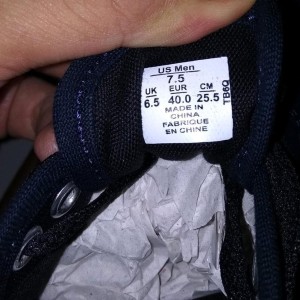 US Men
7.5
UK EUR CM
6.5 40.0 25.5
MADE IN
CHINA
FABRIQUE
EN CHINE
TB6Q